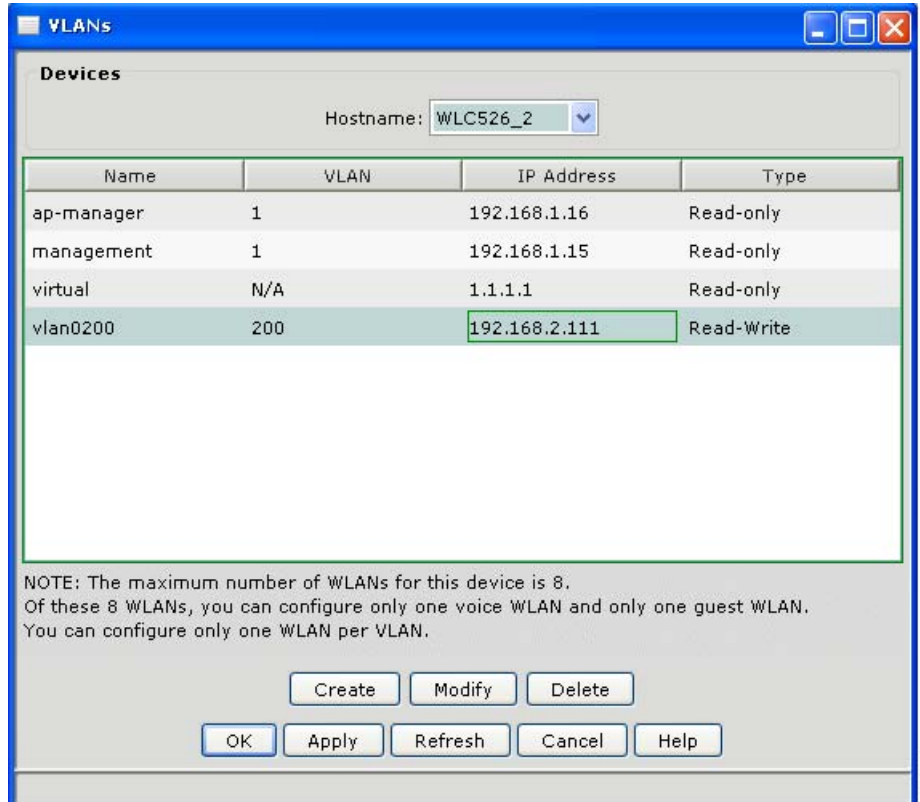 VLANs
Devices
Hostname: WLC526_2
Name VLAN IP Address Type
ap-manager 1 192.168.1.16 Read-only
management 1 192.168.1.15 Read-only
virtual N/A 1.1.1.1 Read-only
vlan0200 200 192.168.2.111 Read-Write
NOTE: The maximum number of WLANs for this device is 8.
Of these 8 WLANs, you can configure only one voice WLAN and only one guest WLAN.
You can configure only one WLAN per VLAN.
Create Modify Delete
OK Apply Refresh Cancel Help